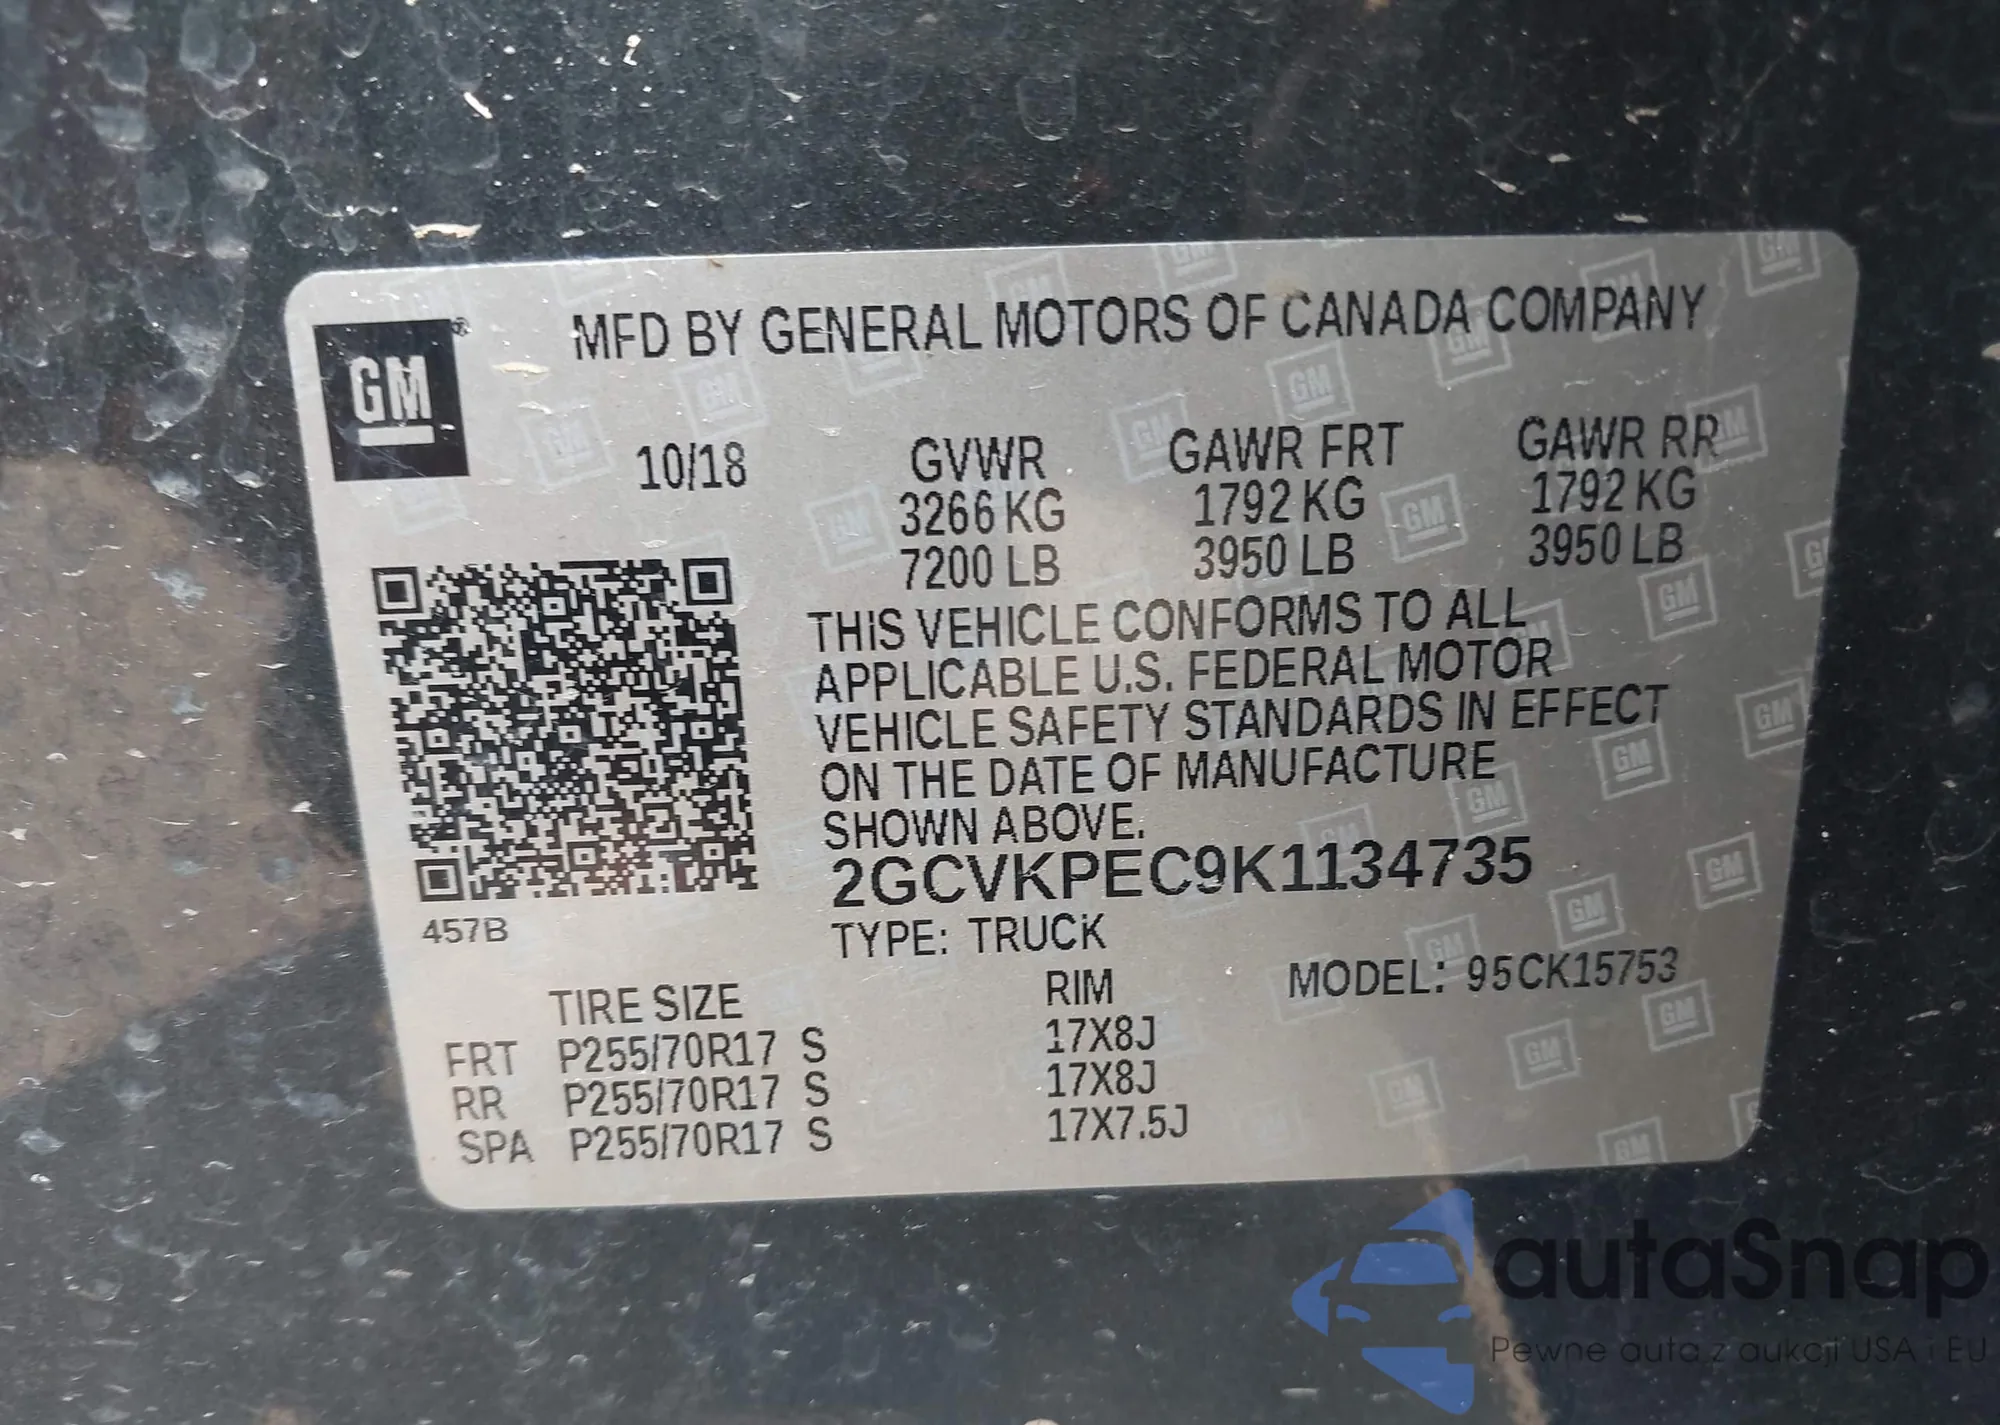 GM
MFD BY GENERAL MOTORS OF CANADA COMPANY
10/18 GVWR GAWR FRT GAWR RR
3266 KG 1792 KG 1792 KG
7200 LB 3950 LB 3950 LB
THIS VEHICLE CONFORMS TO ALL
APPLICABLE U.S. FEDERAL MOTOR
VEHICLE SAFETY STANDARDS IN EFFECT
ON THE DATE OF MANUFACTURE
SHOWN ABOVE.
2GCVKPEC9K1134735
457B
TYPE: TRUCK
MODEL: 95CK15753
TIRE SIZE RIM
FRT P255/70R17 S 17X8J
RR P255/70R17 S 17X8J
SPA P255/70R17 S 17X7.5J
autaSnap
Pewne auta z aukcji USA i EU